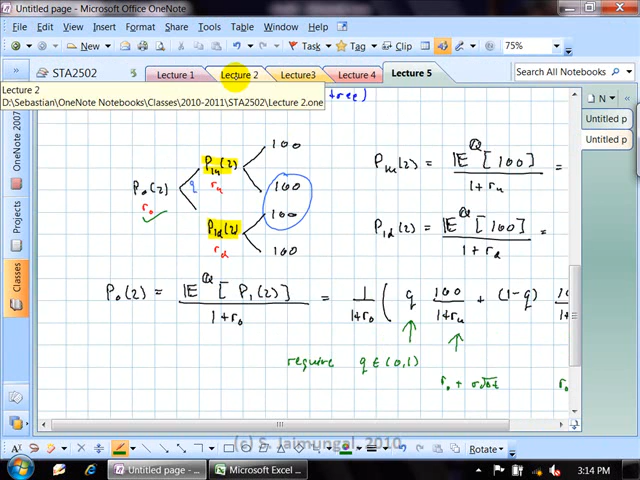 Untitled page - Microsoft Office OneNote
File Edit View Insert Format Share Tools Table Window Help
New Task Tag Clip 75%
STA2502 5 Lecture 1 Lecture 2 Lecture3 Lecture 4 Lecture 5 Search All Notebooks
Lecture 2
D:\Sebastian\OneNote Notebooks\Classes\2010-2011\STA2502\Lecture 2.one
tree)
N
Untitled p
Untitled p
OneNote 2007
Personal
Classes
100
P₁ᵤ(2)
rᵤ
100
P₀(2)
q
r₀
100
P₁d(2)
rd
100
P₁ᵤ(2) = 𝔼^ℚ[100] / (1+rᵤ) =
P₁d(2) = 𝔼^ℚ[100] / (1+rd) =
P₀(2) = 𝔼^ℚ[P₁(2)] / (1+r₀) = 1/(1+r₀) ( q 100/(1+rᵤ) + (1-q)
require q ∈ (0,1)
r₀ + σ√Δt
r₀
(c) S. Jaimungal, 2010
Rotate
Untitled page - Micr... Microsoft Excel ... 3:14 PM